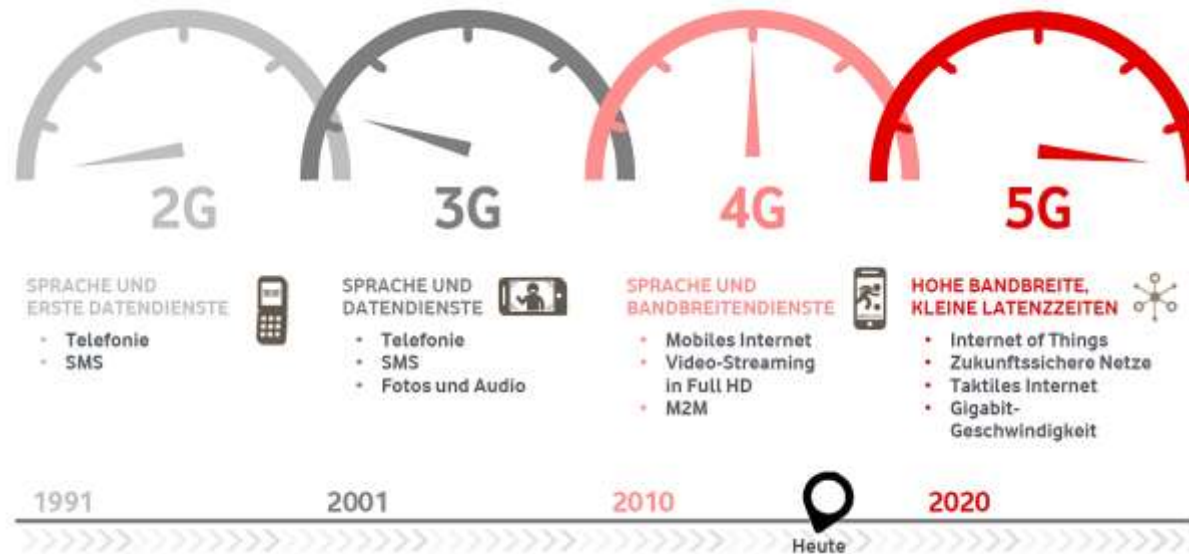 2G
3G
4G
5G
SPRACHE UND
ERSTE DATENDIENSTE
• Telefonie
• SMS
SPRACHE UND
DATENDIENSTE
• Telefonie
• SMS
• Fotos und Audio
SPRACHE UND
BANDBREITENDIENSTE
• Mobiles Internet
• Video-Streaming
in Full HD
• M2M
HOHE BANDBREITE,
KLEINE LATENZZEITEN
• Internet of Things
• Zukunftssichere Netze
• Taktiles Internet
• Gigabit-
Geschwindigkeit
1991
2001
2010
2020
Heute